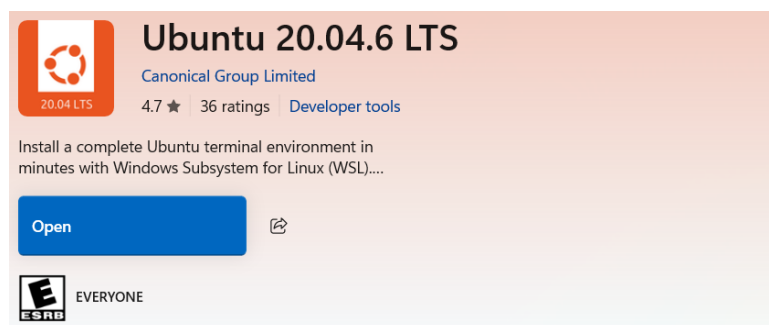 Ubuntu 20.04.6 LTS
20.04 LTS
Canonical Group Limited
4.7 ★ 36 ratings Developer tools
Install a complete Ubuntu terminal environment in
minutes with Windows Subsystem for Linux (WSL)....
Open
E
ESRB
EVERYONE